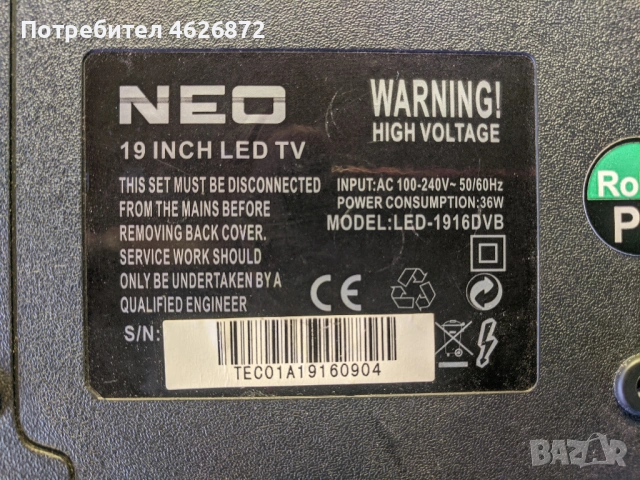 Потребител 4626872
NEO
19 INCH LED TV
THIS SET MUST BE DISCONNECTED
FROM THE MAINS BEFORE
REMOVING BACK COVER.
SERVICE WORK SHOULD
ONLY BE UNDERTAKEN BY A
QUALIFIED ENGINEER
WARNING!
HIGH VOLTAGE
INPUT:AC 100-240V~ 50/60Hz
POWER CONSUMPTION:36W
MODEL:LED-1916DVB
CE
S/N:
TEC01A19160904
Ro
P
BAZAR